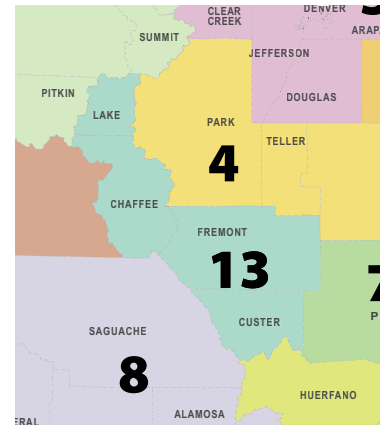 DENVER
CLEAR
CREEK
ARAPA
SUMMIT
JEFFERSON
PITKIN
DOUGLAS
LAKE
PARK
TELLER
4
CHAFFEE
FREMONT
13
7
P
CUSTER
SAGUACHE
8
HUERFANO
ALAMOSA
ERAL